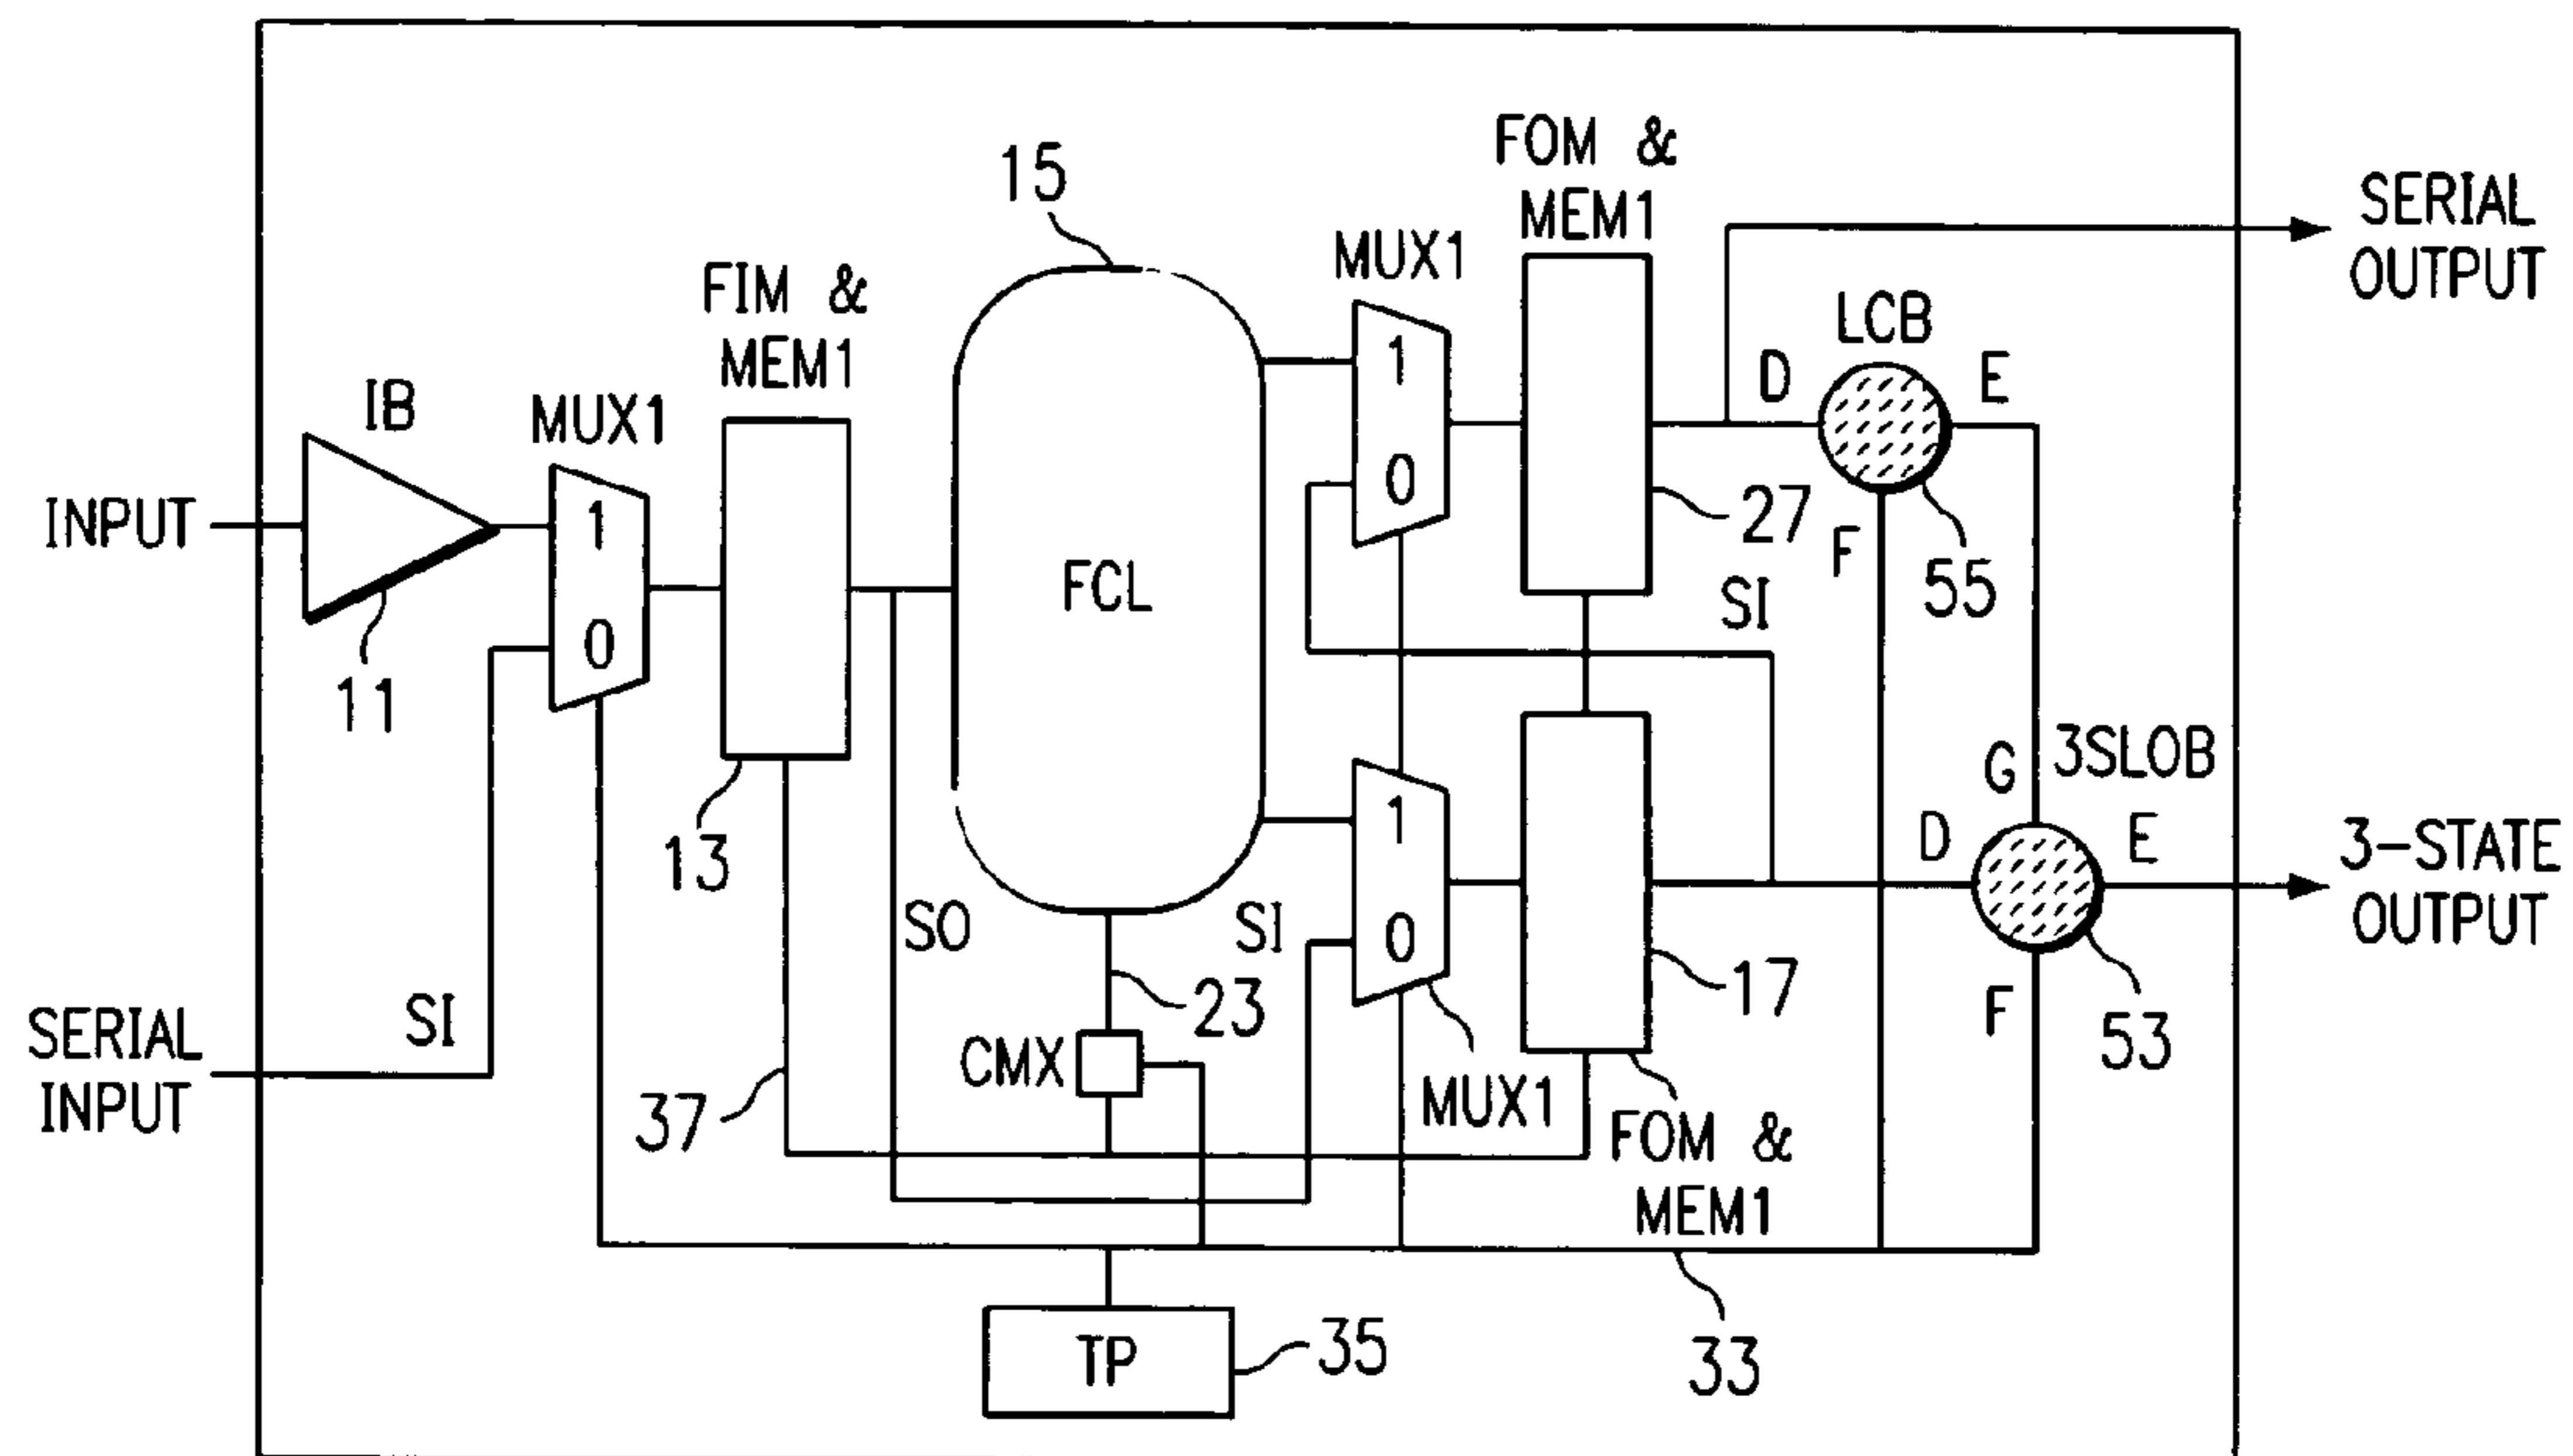 15
FOM &
MEM1
SERIAL
OUTPUT
MUX1
FIM &
MEM1
LCB
IB
MUX1
1
D
E
INPUT
1
0
27
F
55
FCL
SI
0
11
3SLOB
G
1
D
E
3-STATE
OUTPUT
13
SO
SI
0
17
F
53
SERIAL
INPUT
SI
23
CMX
37
MUX1
FOM &
MEM1
TP
35
33